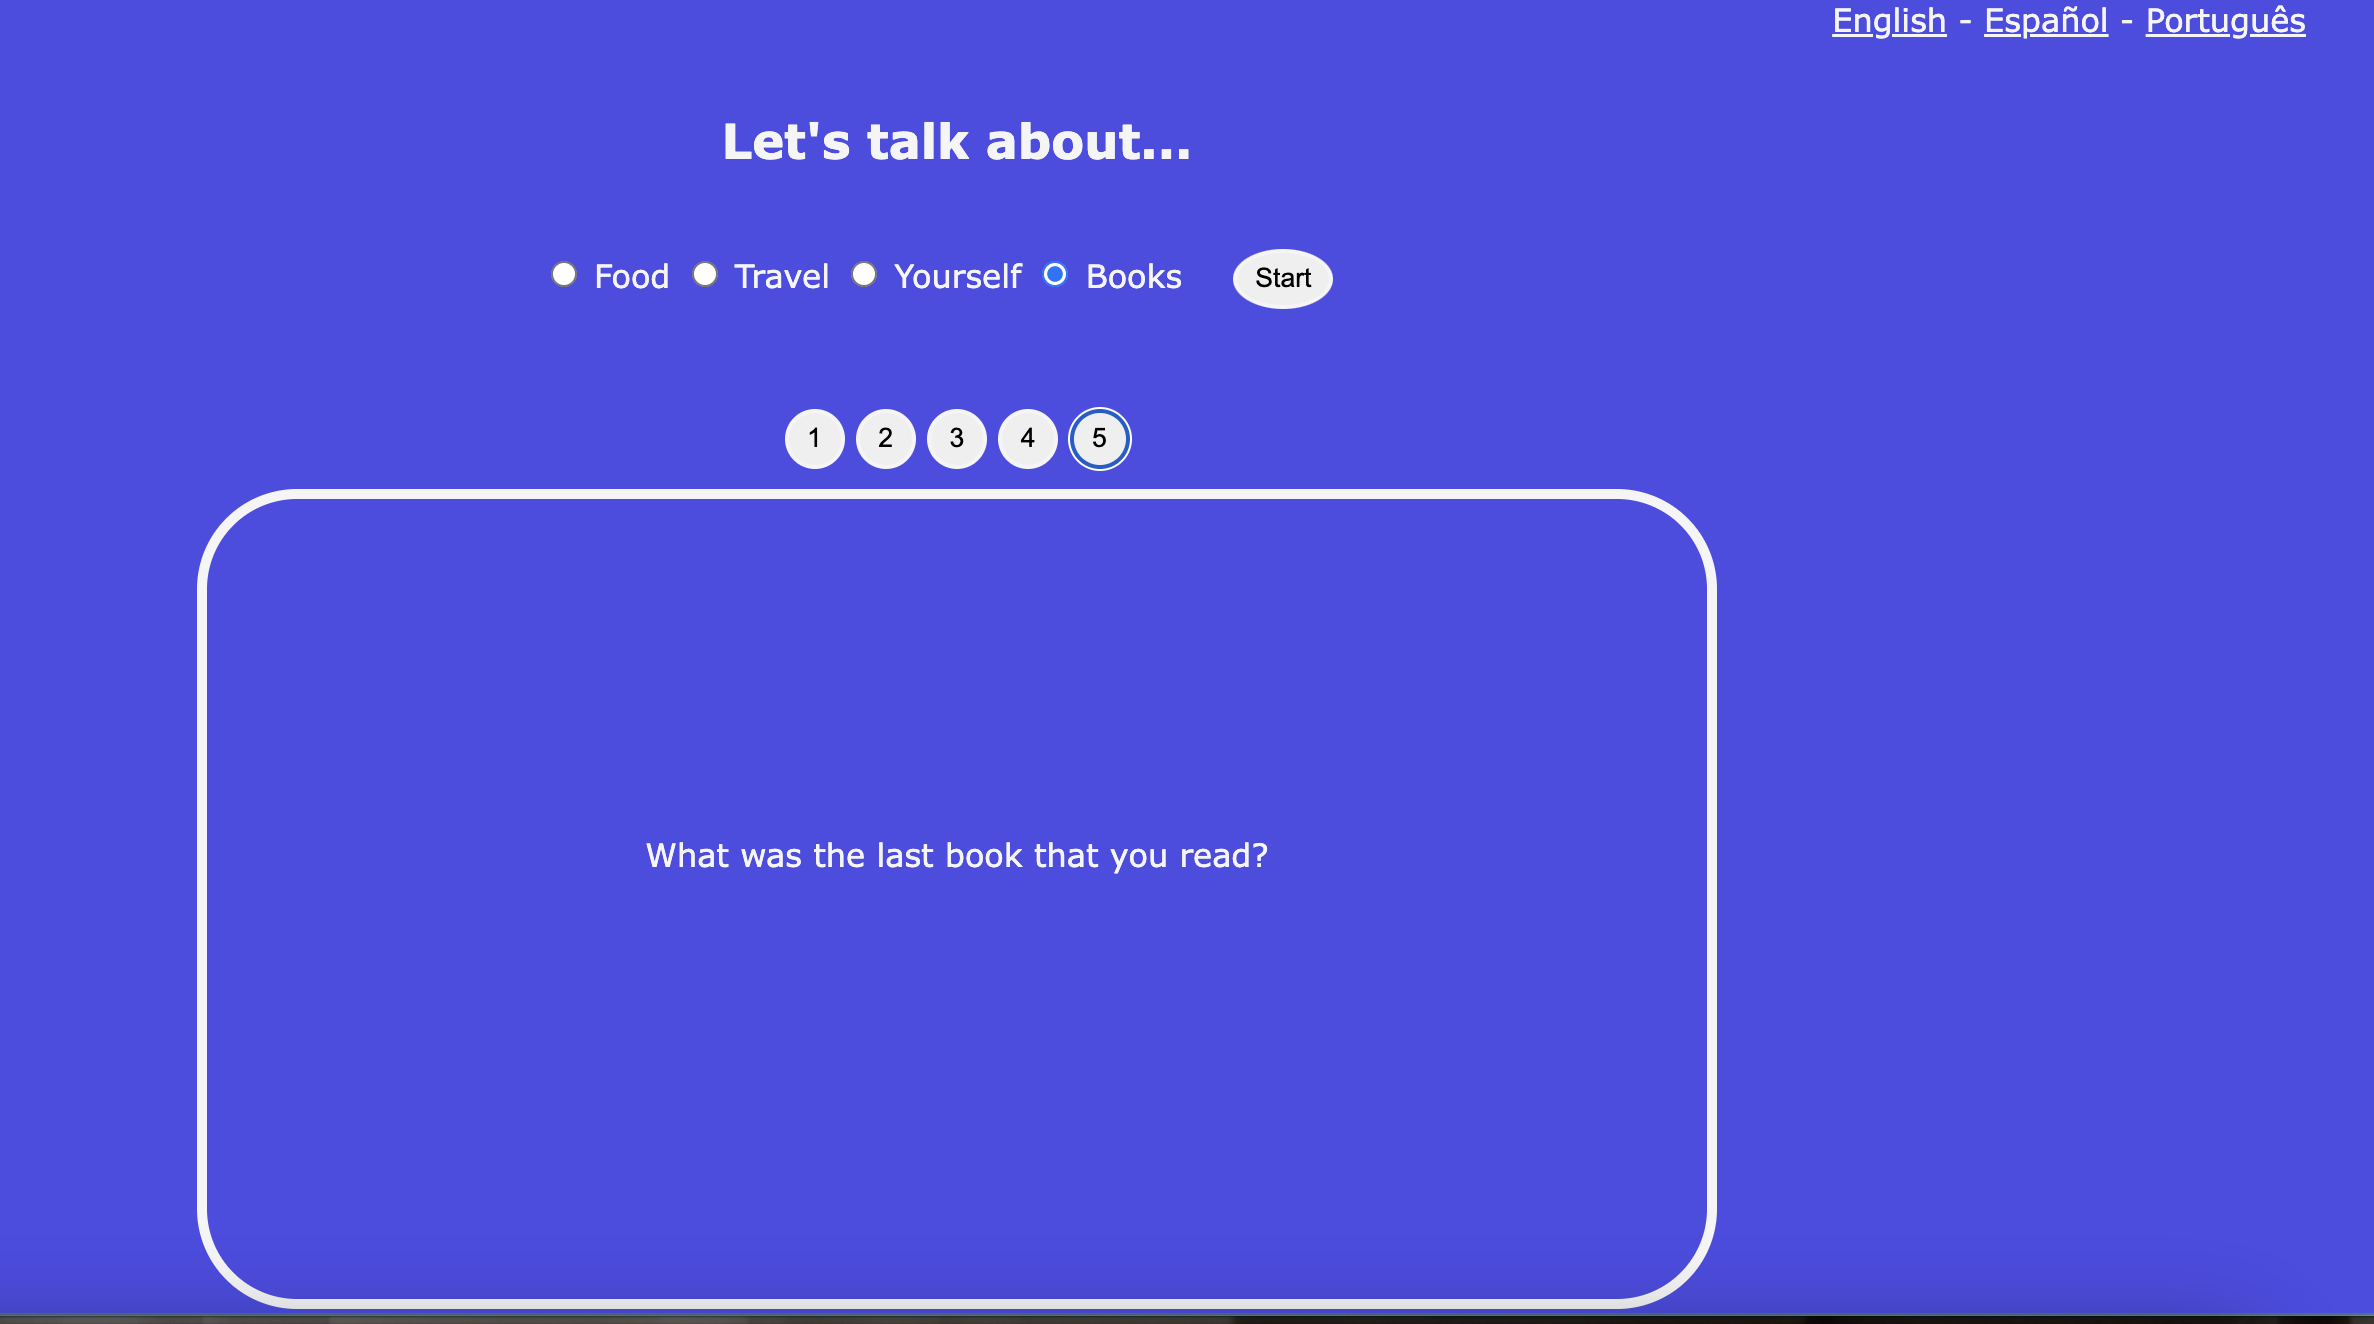 English - Español - Português
Let's talk about...
Food Travel Yourself Books Start
1 2 3 4 5
What was the last book that you read?